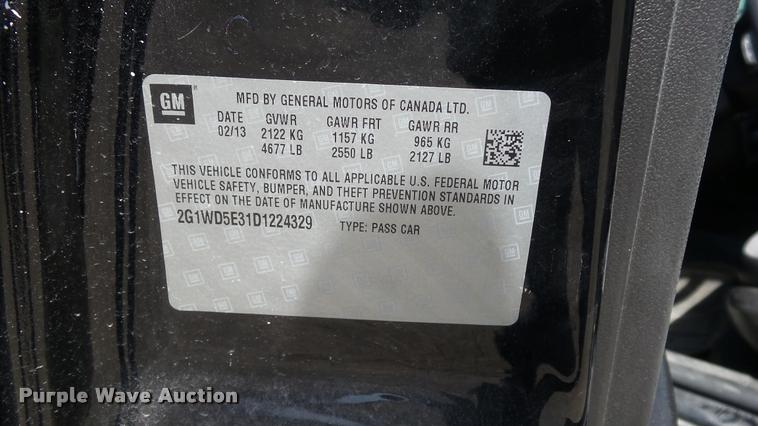 GM
MFD BY GENERAL MOTORS OF CANADA LTD.
DATE GVWR GAWR FRT GAWR RR
02/13 2122 KG 1157 KG 965 KG
4677 LB 2550 LB 2127 LB
THIS VEHICLE CONFORMS TO ALL APPLICABLE U.S. FEDERAL MOTOR
VEHICLE SAFETY, BUMPER, AND THEFT PREVENTION STANDARDS IN
EFFECT ON THE DATE OF MANUFACTURE SHOWN ABOVE.
2G1WD5E31D1224329 TYPE: PASS CAR
Purple Wave Auction